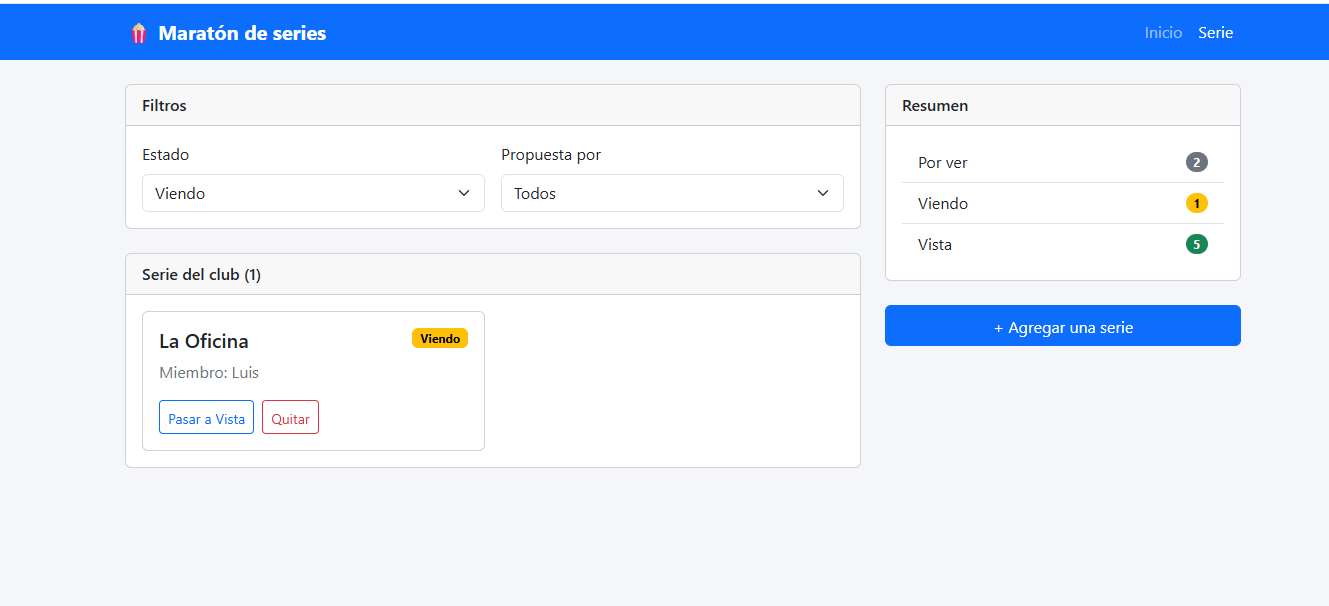 Maratón de series
Inicio Serie
Filtros
Estado
Viendo
Propuesta por
Todos
Serie del club (1)
La Oficina
Viendo
Miembro: Luis
Pasar a Vista
Quitar
Resumen
Por ver 2
Viendo 1
Vista 5
+ Agregar una serie